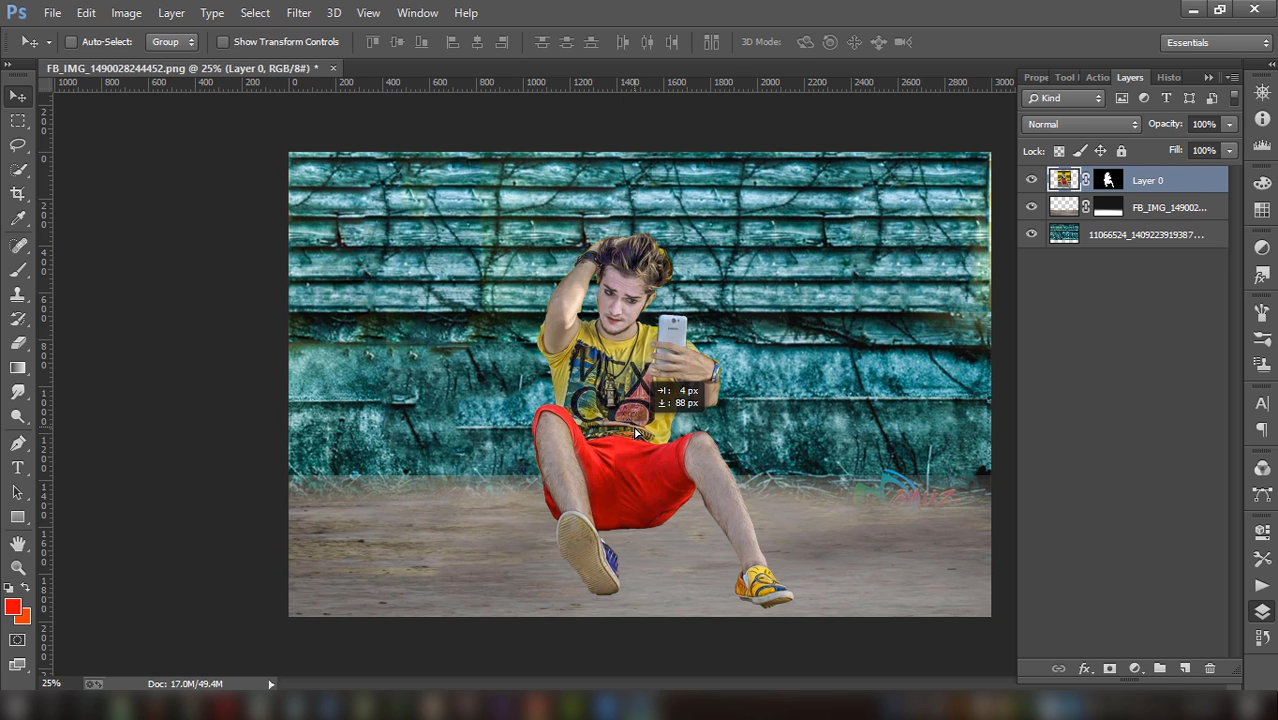 Ps File Edit Image Layer Type Select Filter 3D View Window Help
Auto-Select: Group Show Transform Controls 3D Mode: Essentials
FB_IMG_1490028244452.png @ 25% (Layer 0, RGB/8#) * ×
Prope Tool Actio Layers Histo
1000 800 600 400 200 0 200 400 600 800 1000 1200 1400 1600 1800 2000 2200 2400 2600 2800 3000
Kind
Normal Opacity: 100%
Lock: Fill: 100%
Layer 0
FB_IMG_149002...
11066524_1409223919387...
4 px
88 px
25% Doc: 17.0M/49.4M